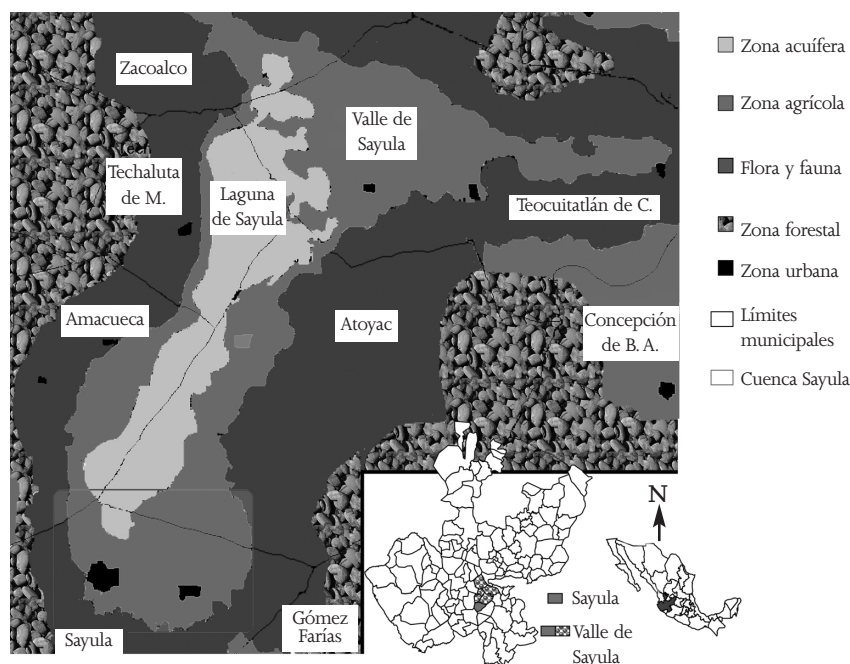 Zacoalco
Valle de
Sayula
Techaluta
de M.
Laguna
de Sayula
Teocuitatlán de C.
Amacueca
Atoyac
Concepción
de B. A.
Sayula
Gómez
Farías
Zona acuífera
Zona agrícola
Flora y fauna
Zona forestal
Zona urbana
Límites
municipales
Cuenca Sayula
N
Sayula
Valle de
Sayula